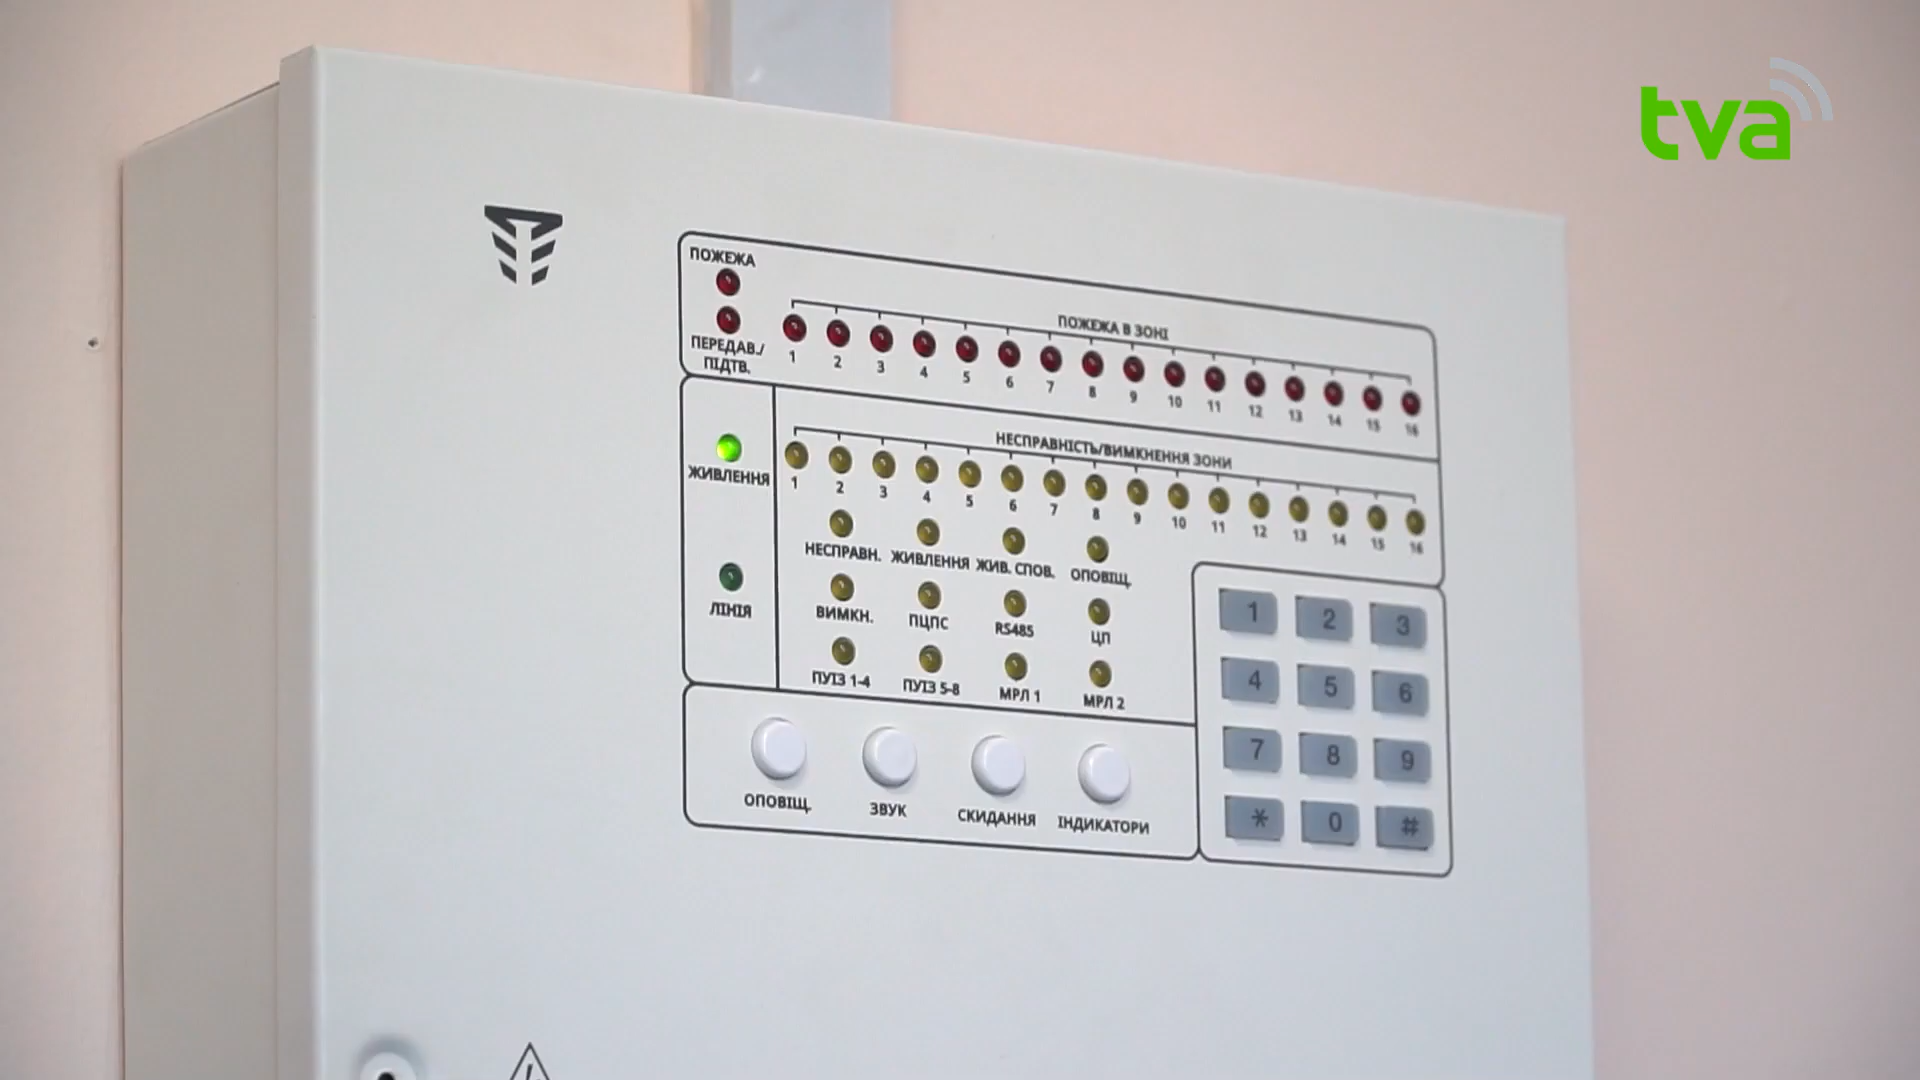 tva
ПОЖЕЖА
ПЕРЕДАВ./
ПІДТВ.
ПОЖЕЖА В ЗОНІ
1 2 3 4 5 6 7 8 9 10 11 12 13 14 15 16
ЖИВЛЕННЯ
ЛІНІЯ
НЕСПРАВНІСТЬ/ВИМКНЕННЯ ЗОНИ
1 2 3 4 5 6 7 8 9 10 11 12 13 14 15 16
НЕСПРАВН. ЖИВЛЕННЯ ЖИВ. СПОВ. ОПОВІЩ.
ВИМКН. ПЦПС RS485 ЦП
ПУІЗ 1-4 ПУІЗ 5-8 МРЛ 1 МРЛ 2
ОПОВІЩ. ЗВУК СКИДАННЯ ІНДИКАТОРИ
1 2 3
4 5 6
7 8 9
* 0 #